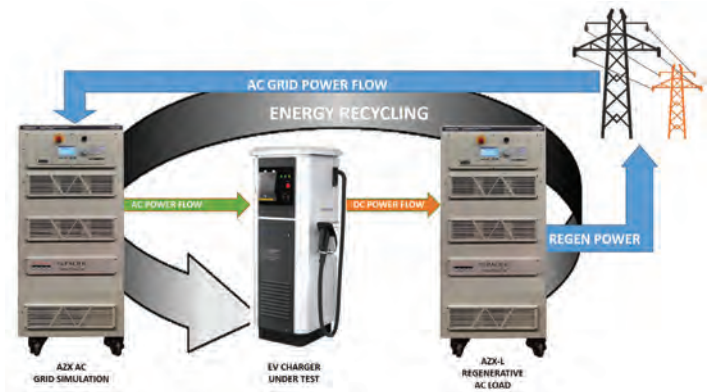 AC GRID POWER FLOW
ENERGY RECYCLING
AC POWER FLOW
DC POWER FLOW
REGEN POWER
AZX AC
GRID SIMULATION
EV CHARGER
UNDER TEST
AZX-L
REGENERATIVE
AC LOAD